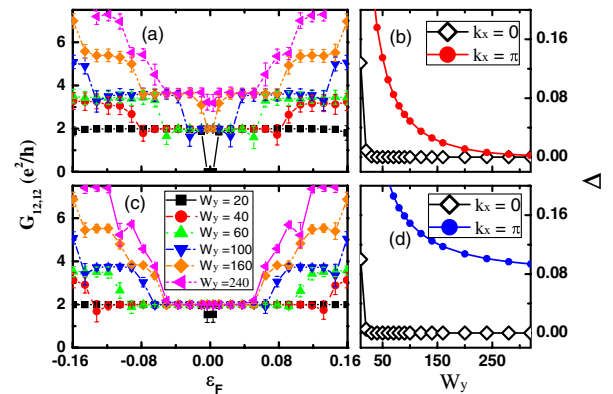 (a)
G12,12 (e²/h)
6
4
2
0
(b)
kx = 0
kx = π
0.16
0.08
0.00
(c)
6
4
2
0
Wy = 20
Wy = 40
Wy = 60
Wy =100
Wy =160
Wy =240
-0.16 -0.08 0.00 0.08 0.16
εF
(d)
kx = 0
kx = π
0.16
0.08
0.00
50 150 250
Wy
Δ